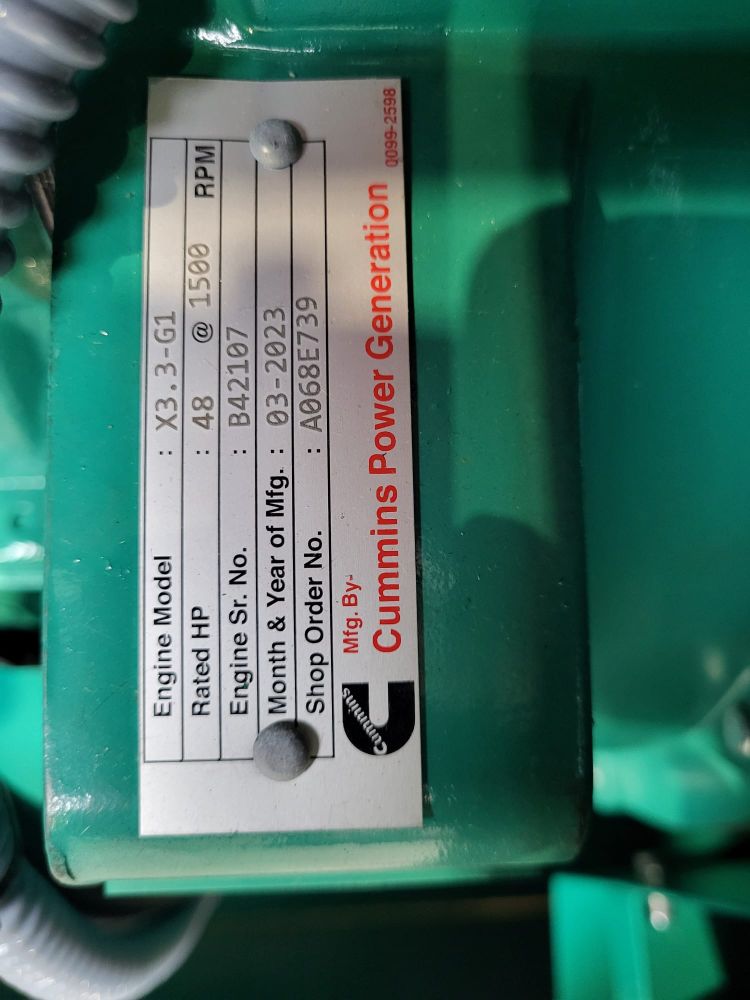 Engine Model : X3.3-G1
Rated HP : 48 @ 1500 RPM
Engine Sr. No. : B42107
Month & Year of Mfg. : 03-2023
Shop Order No. : A068E739
Mfg. By-
Cummins Power Generation
Cummins
0099-2598